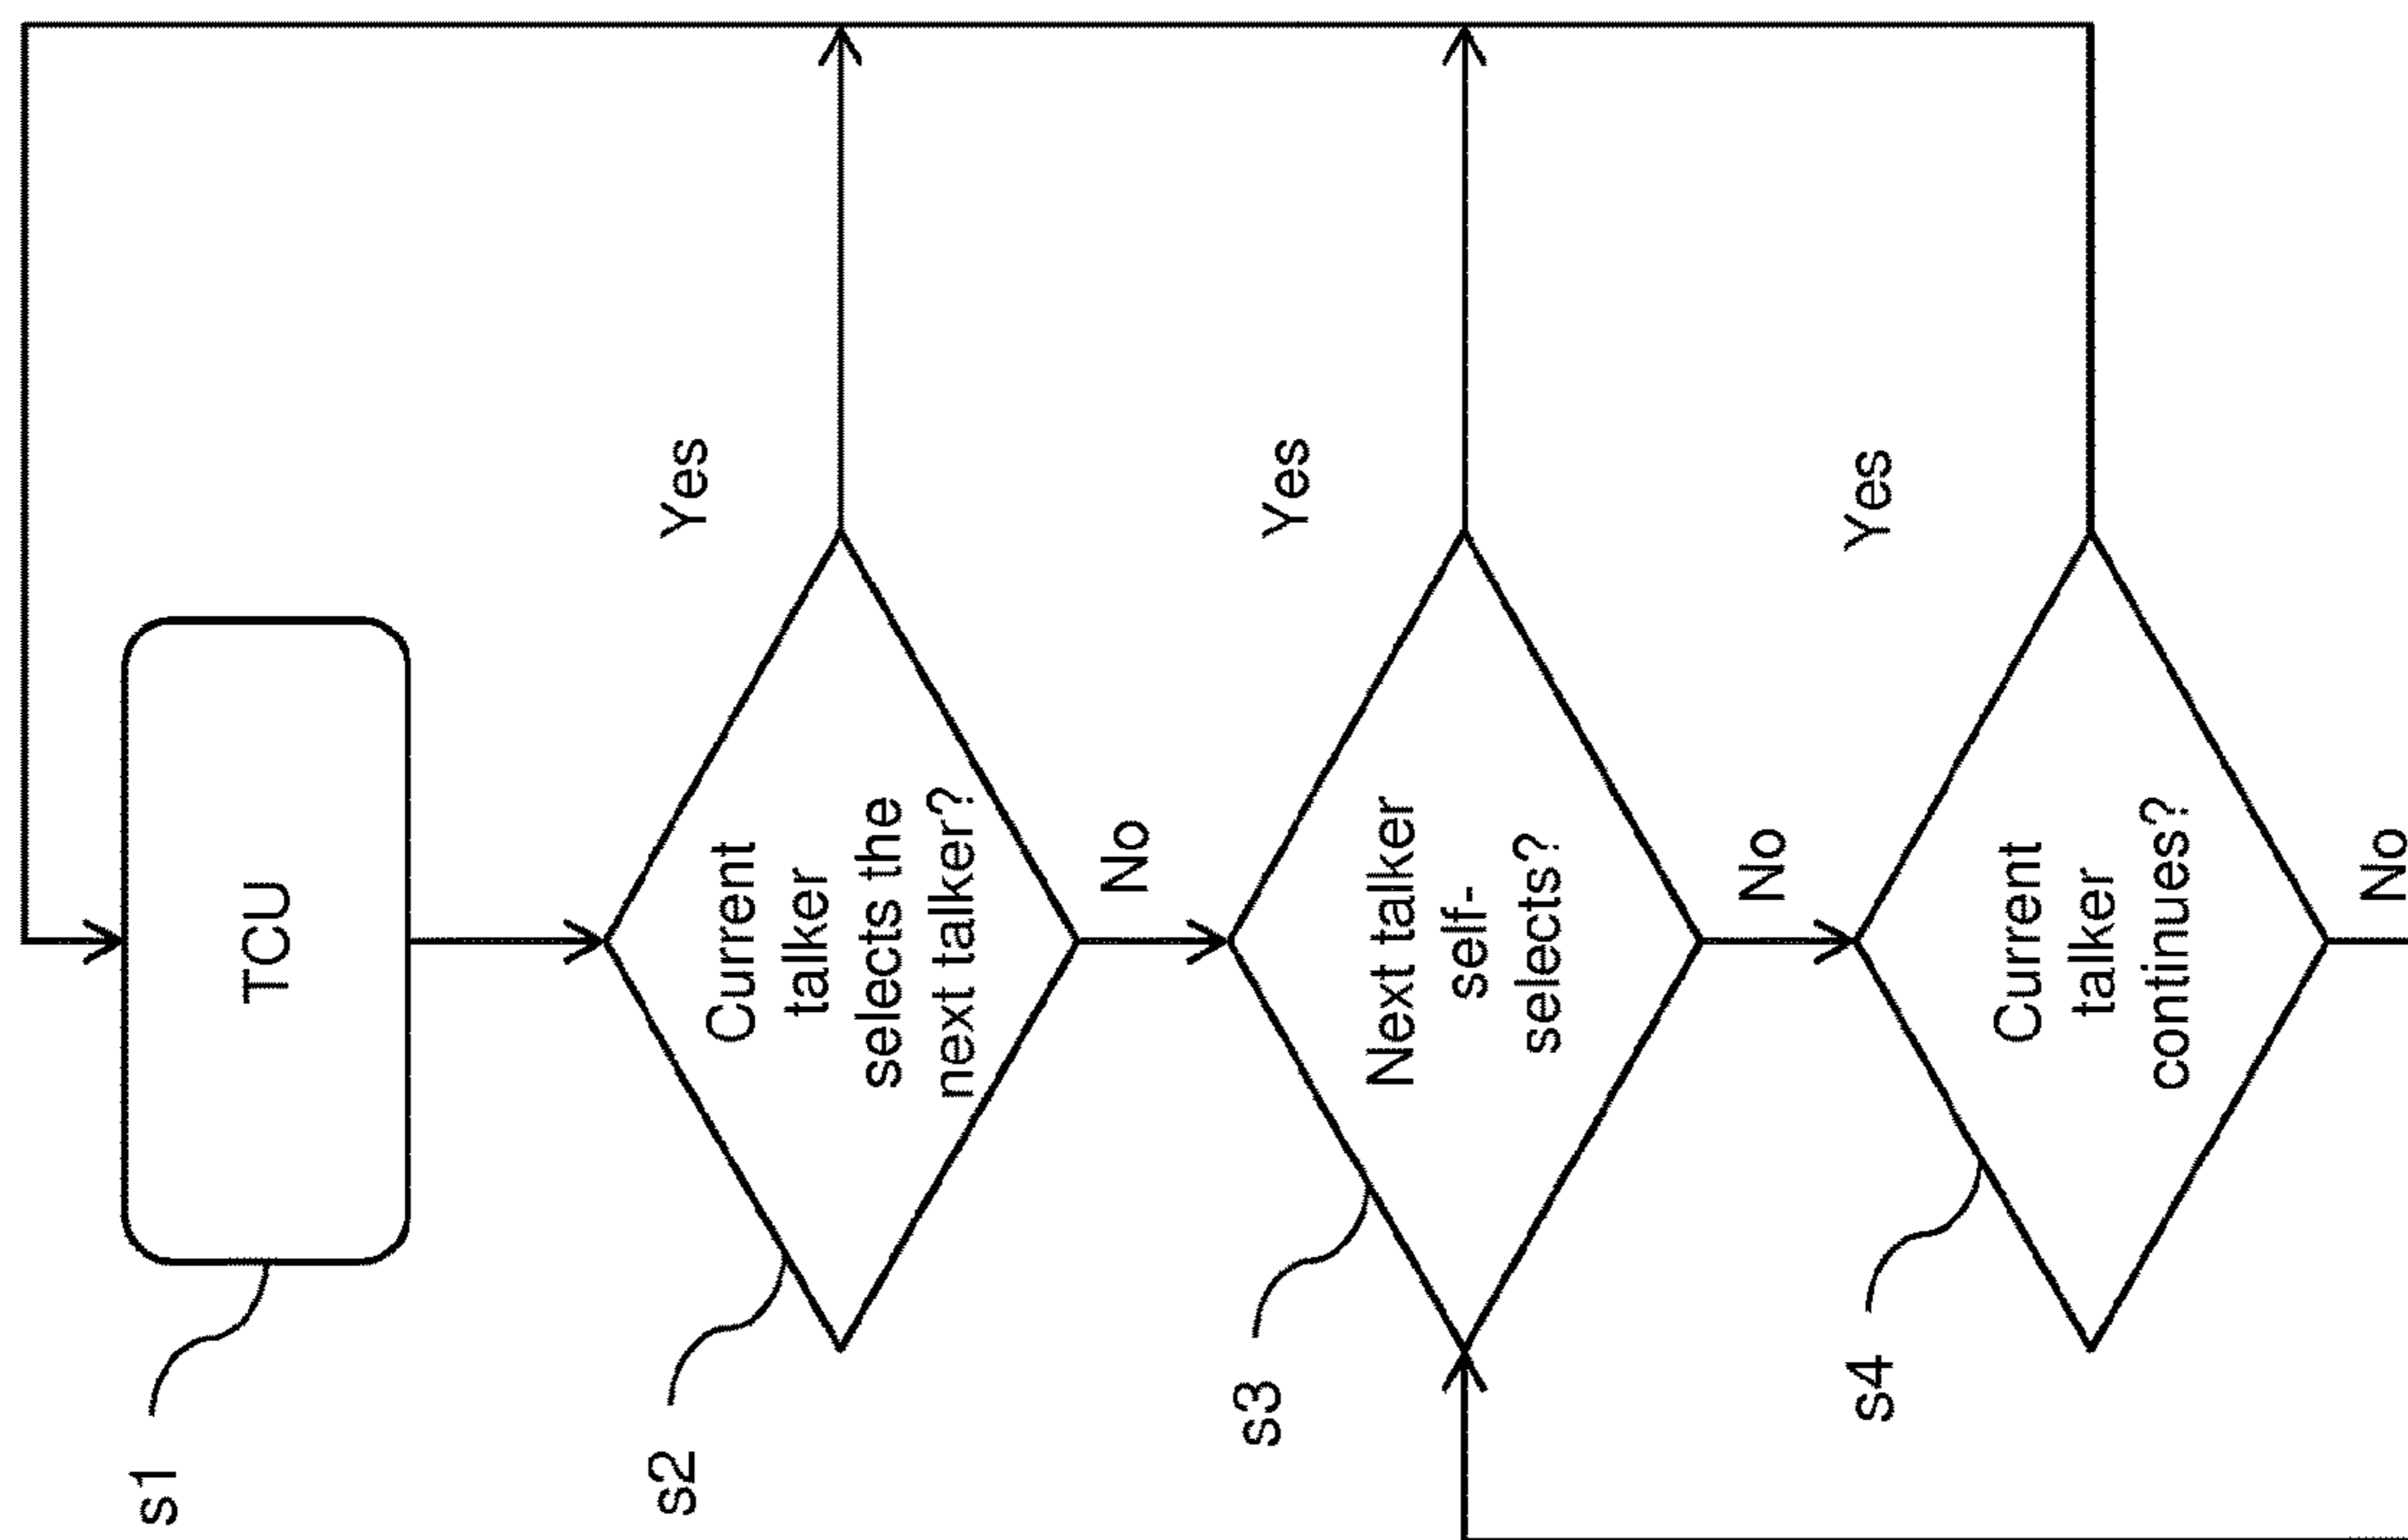 s1
TCU
s2
Current
talker
selects the
next talker?
Yes
No
s3
Next talker
self-
selects?
Yes
No
s4
Current
talker
continues?
Yes
No